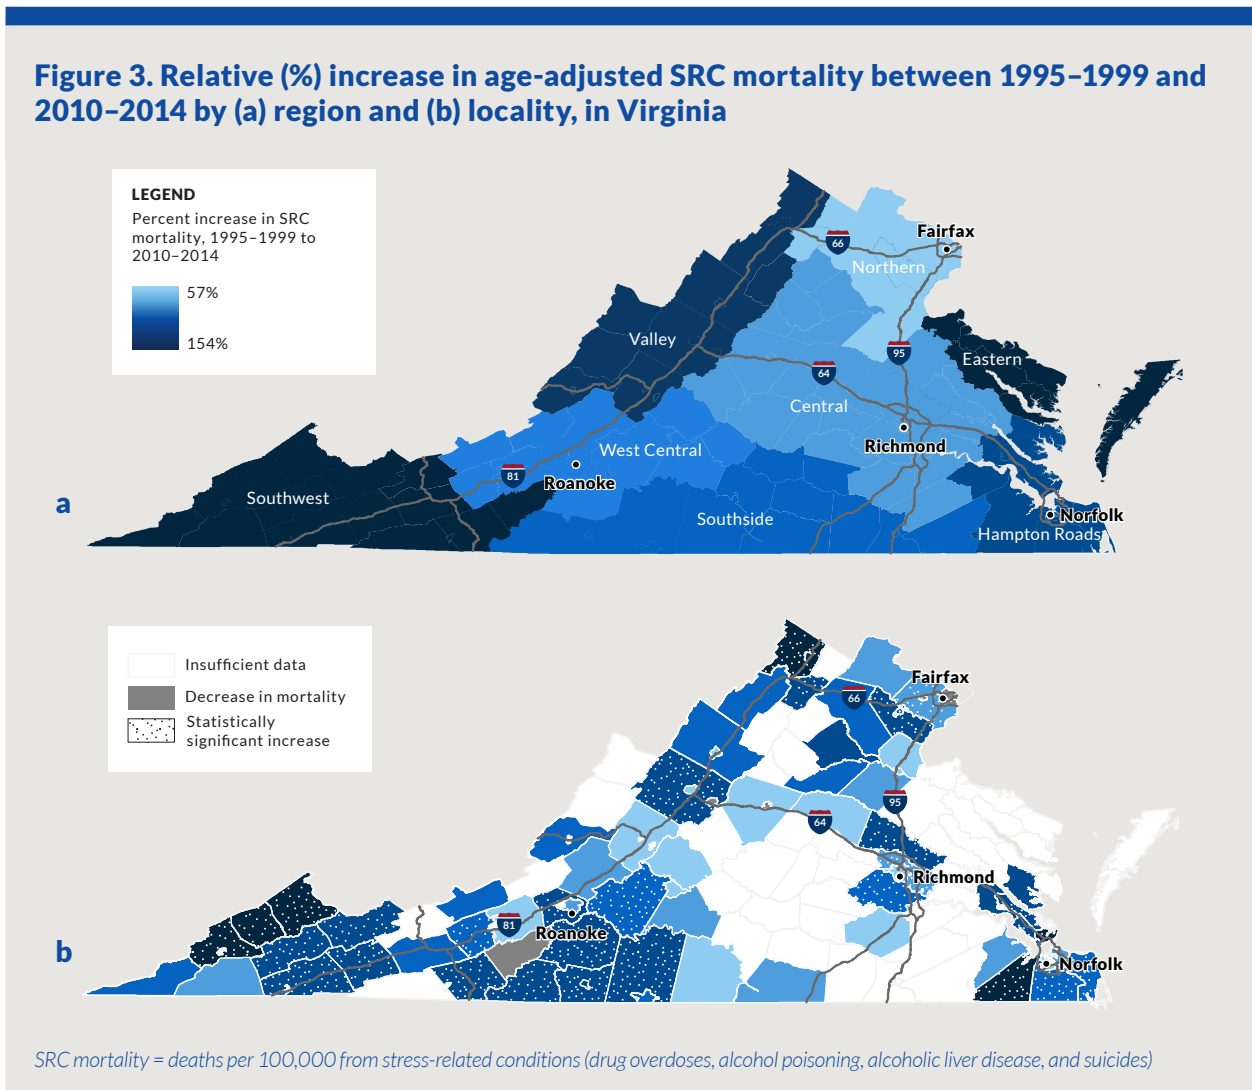 Figure 3. Relative (%) increase in age-adjusted SRC mortality between 1995–1999 and
2010–2014 by (a) region and (b) locality, in Virginia
LEGEND
Percent increase in SRC
mortality, 1995–1999 to
2010–2014
57%
154%
Fairfax
66
Northern
Valley
95
Eastern
64
Central
Richmond
West Central
81
Roanoke
Southwest
a
Southside
Norfolk
Hampton Roads
Insufficient data
Decrease in mortality
Statistically
significant increase
Fairfax
66
95
64
Richmond
81
Roanoke
b
Norfolk
SRC mortality = deaths per 100,000 from stress-related conditions (drug overdoses, alcohol poisoning, alcoholic liver disease, and suicides)